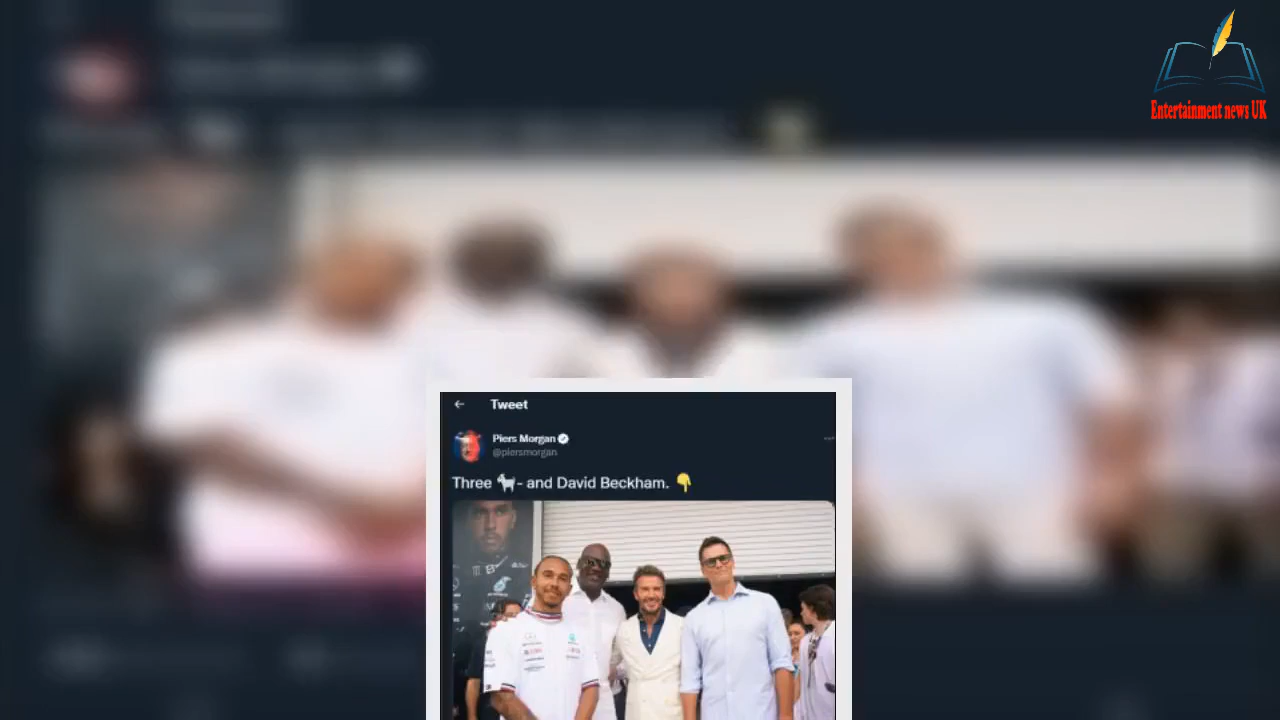 Entertainment news UK
Tweet
Piers Morgan
@piersmorgan
Three 🐐- and David Beckham. 👇